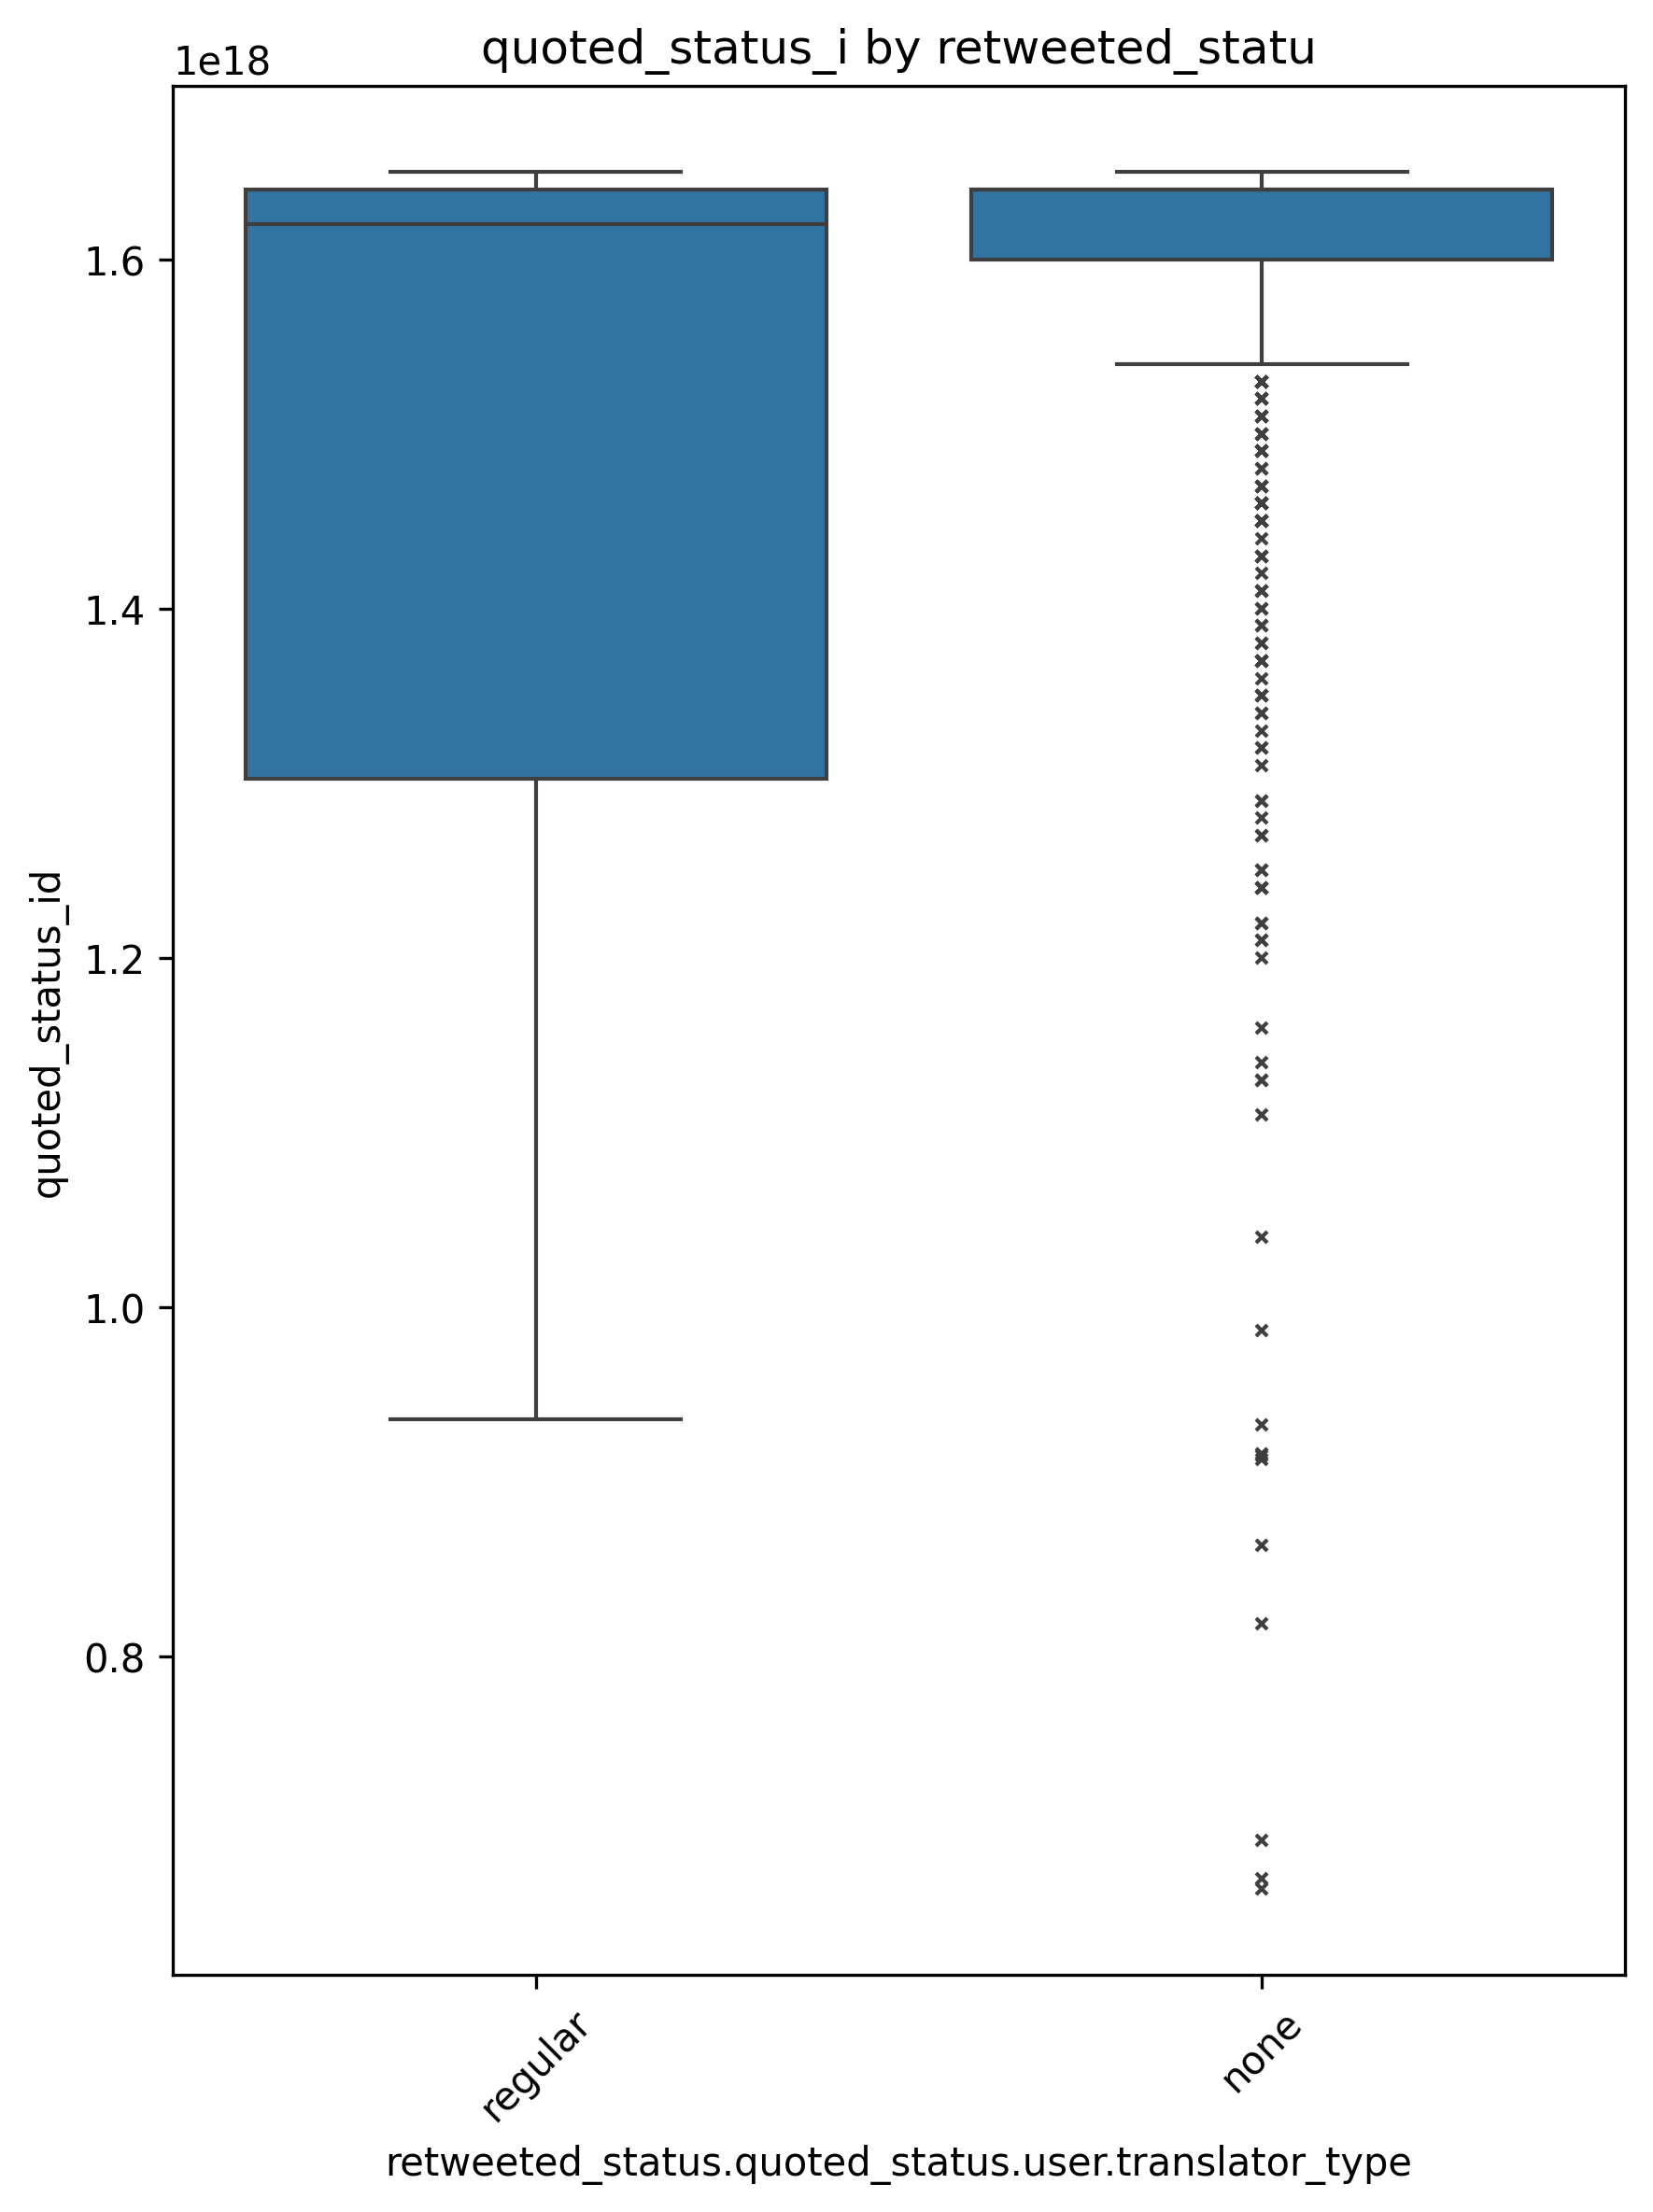 quoted_status_i by retweeted_statu
1e18
1.6
1.4
1.2
1.0
0.8
quoted_status_id
regular
none
retweeted_status.quoted_status.user.translator_type